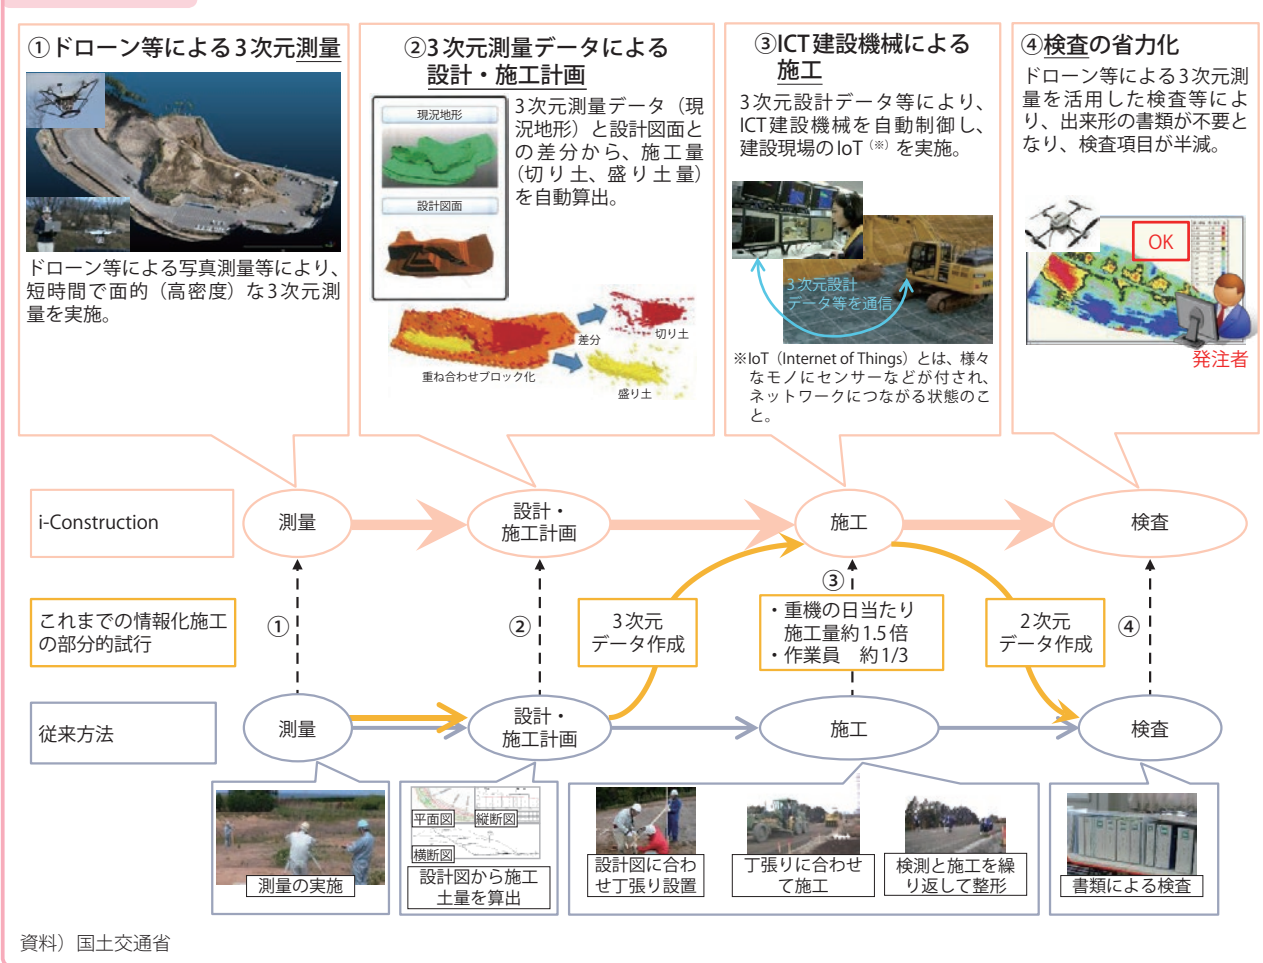 ①ドローン等による3次元測量
ドローン等による写真測量等により、
短時間で面的（高密度）な3次元測
量を実施。
②3次元測量データによる
設計・施工計画
現況地形
設計図面
3次元測量データ（現
況地形）と設計図面と
の差分から、施工量
（切り土、盛り土量）
を自動算出。
差分
切り土
重ね合わせブロック化
盛り土
③ICT建設機械による
施工
3次元設計データ等により、
ICT建設機械を自動制御し、
建設現場のIoT（※）を実施。
3次元設計
データ等を通信
※IoT（Internet of Things）とは、様々
なモノにセンサーなどが付され、
ネットワークにつながる状態のこ
と。
④検査の省力化
ドローン等による3次元測
量を活用した検査等によ
り、出来形の書類が不要と
なり、検査項目が半減。
OK
発注者
i-Construction
測量
設計・
施工計画
施工
検査
これまでの情報化施工
の部分的試行
①
②
3次元
データ作成
③
・重機の日当たり
施工量約1.5倍
・作業員　約1/3
2次元
データ作成
④
従来方法
測量
設計・
施工計画
施工
検査
測量の実施
平面図
縦断図
横断図
設計図から施工
土量を算出
設計図に合わ
せ丁張り設置
丁張りに合わせ
て施工
検測と施工を繰
り返して整形
書類による検査
資料）国土交通省